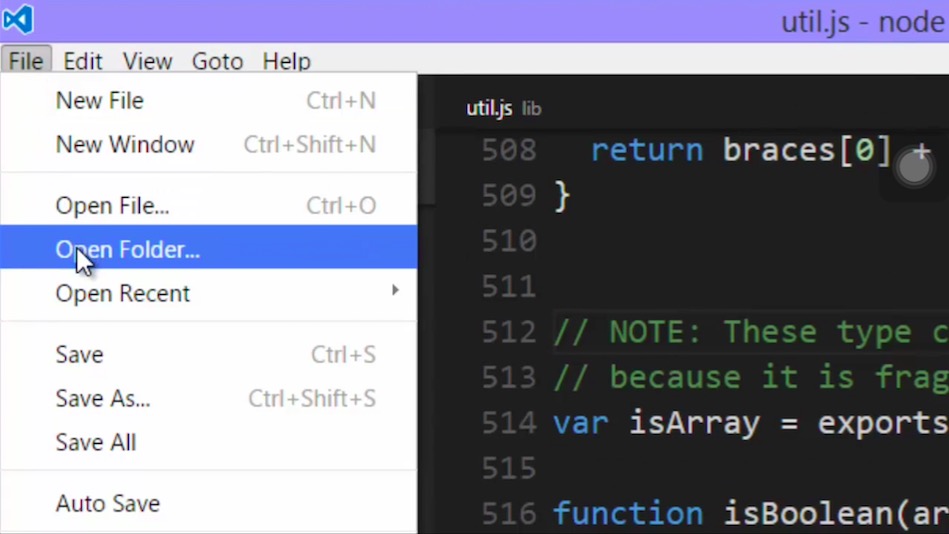 util.js - node
File Edit View Goto Help
New File Ctrl+N
New Window Ctrl+Shift+N
Open File... Ctrl+O
Open Folder...
Open Recent
Save Ctrl+S
Save As... Ctrl+Shift+S
Save All
Auto Save
util.js lib
508 return braces[0] +
509 }
510
511
512 // NOTE: These type c
513 // because it is frag
514 var isArray = exports
515
516 function isBoolean(ar